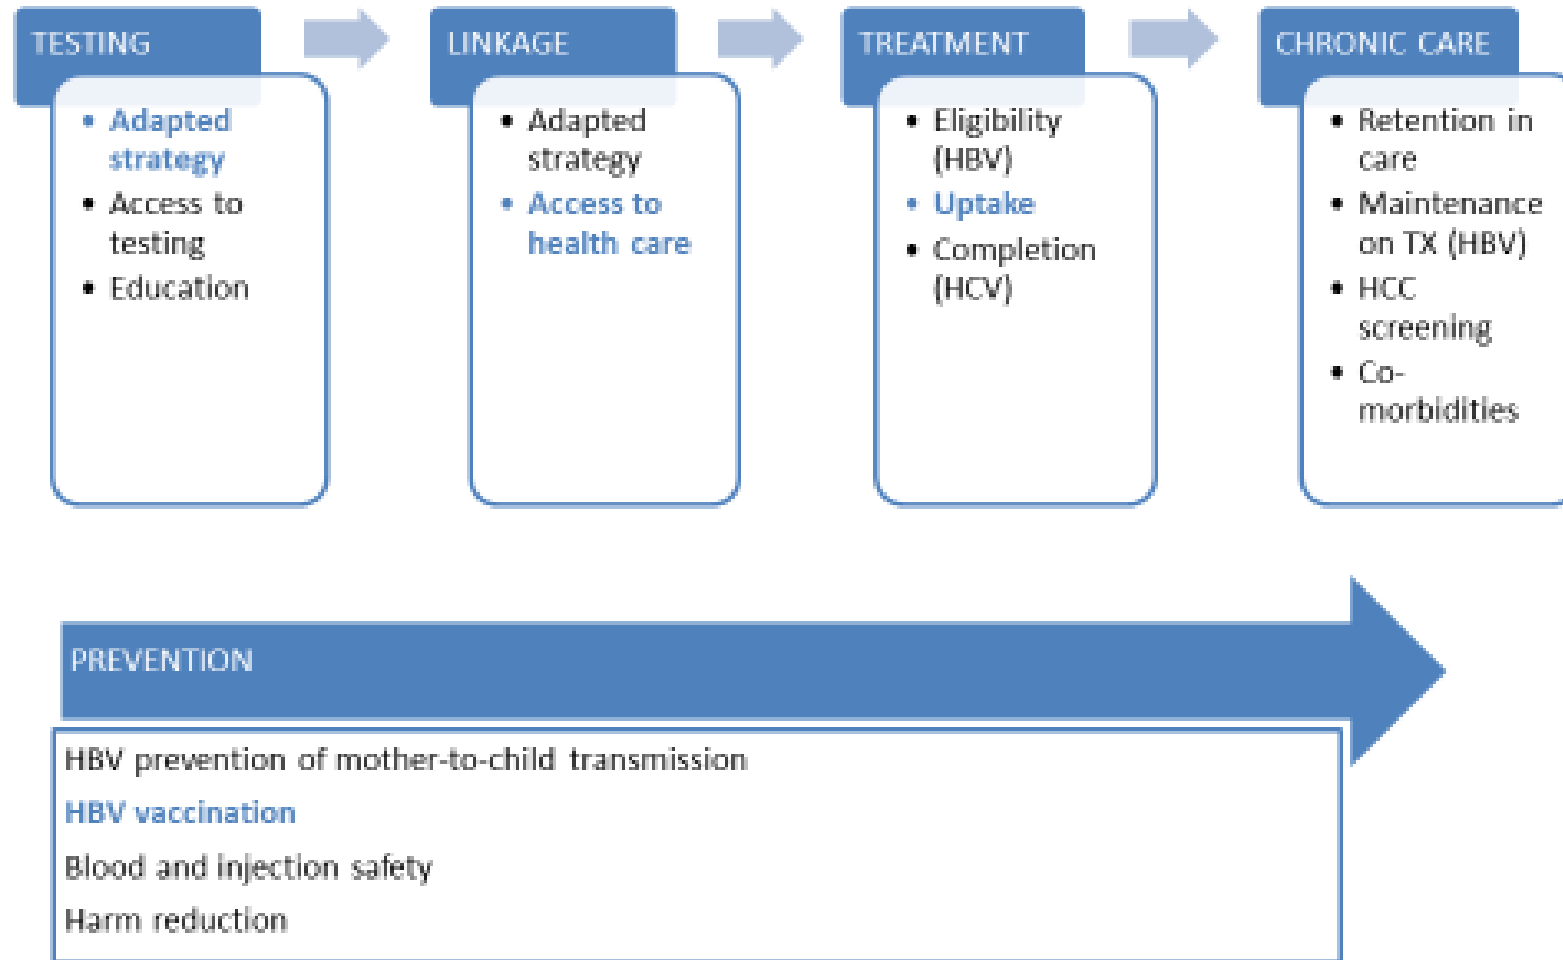 TESTING
• Adapted
strategy
• Access to
testing
• Education
LINKAGE
• Adapted
strategy
• Access to
health care
TREATMENT
• Eligibility
(HBV)
• Uptake
• Completion
(HCV)
CHRONIC CARE
• Retention in
care
• Maintenance
on TX (HBV)
• HCC
screening
• Co-
morbidities
PREVENTION
HBV prevention of mother-to-child transmission
HBV vaccination
Blood and injection safety
Harm reduction